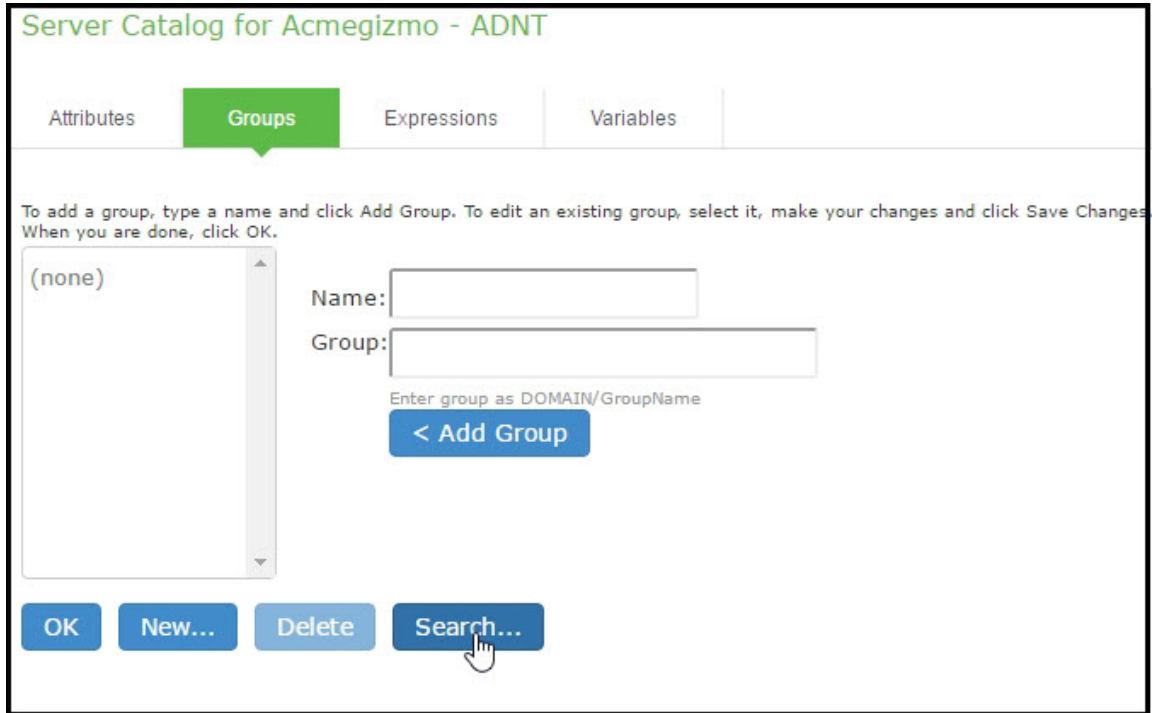 Server Catalog for Acmegizmo - ADNT
Attributes Groups Expressions Variables
To add a group, type a name and click Add Group. To edit an existing group, select it, make your changes and click Save Changes.
When you are done, click OK.
(none)
Name:
Group:
Enter group as DOMAIN/GroupName
< Add Group
OK New... Delete Search...